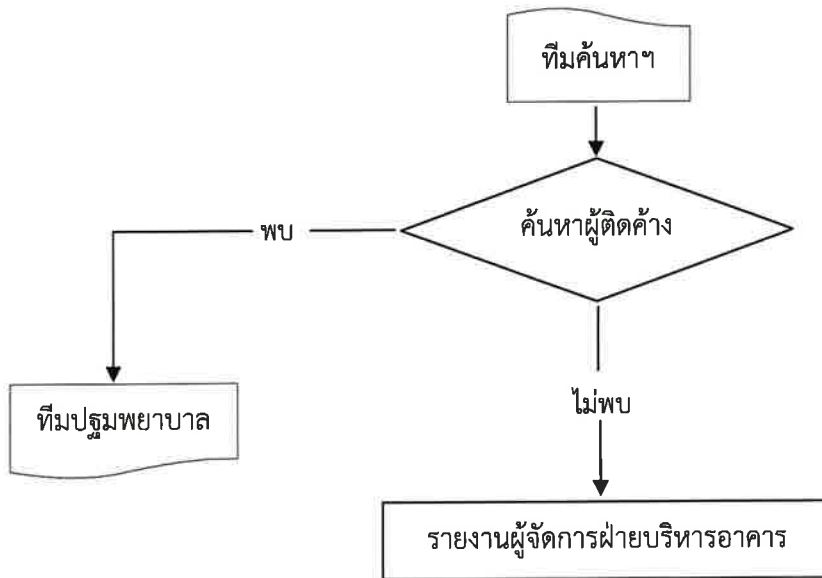 ทีมค้นหาฯ
ค้นหาผู้ติดค้าง
พบ
ทีมปฐมพยาบาล
ไม่พบ
รายงานผู้จัดการฝ่ายบริหารอาคาร